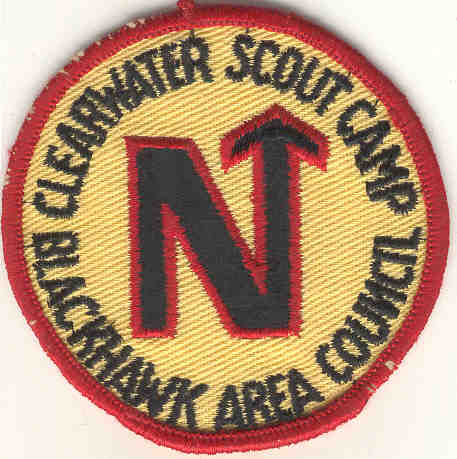 CLEARWATER SCOUT CAMP
N
BLACKHAWK AREA COUNCIL